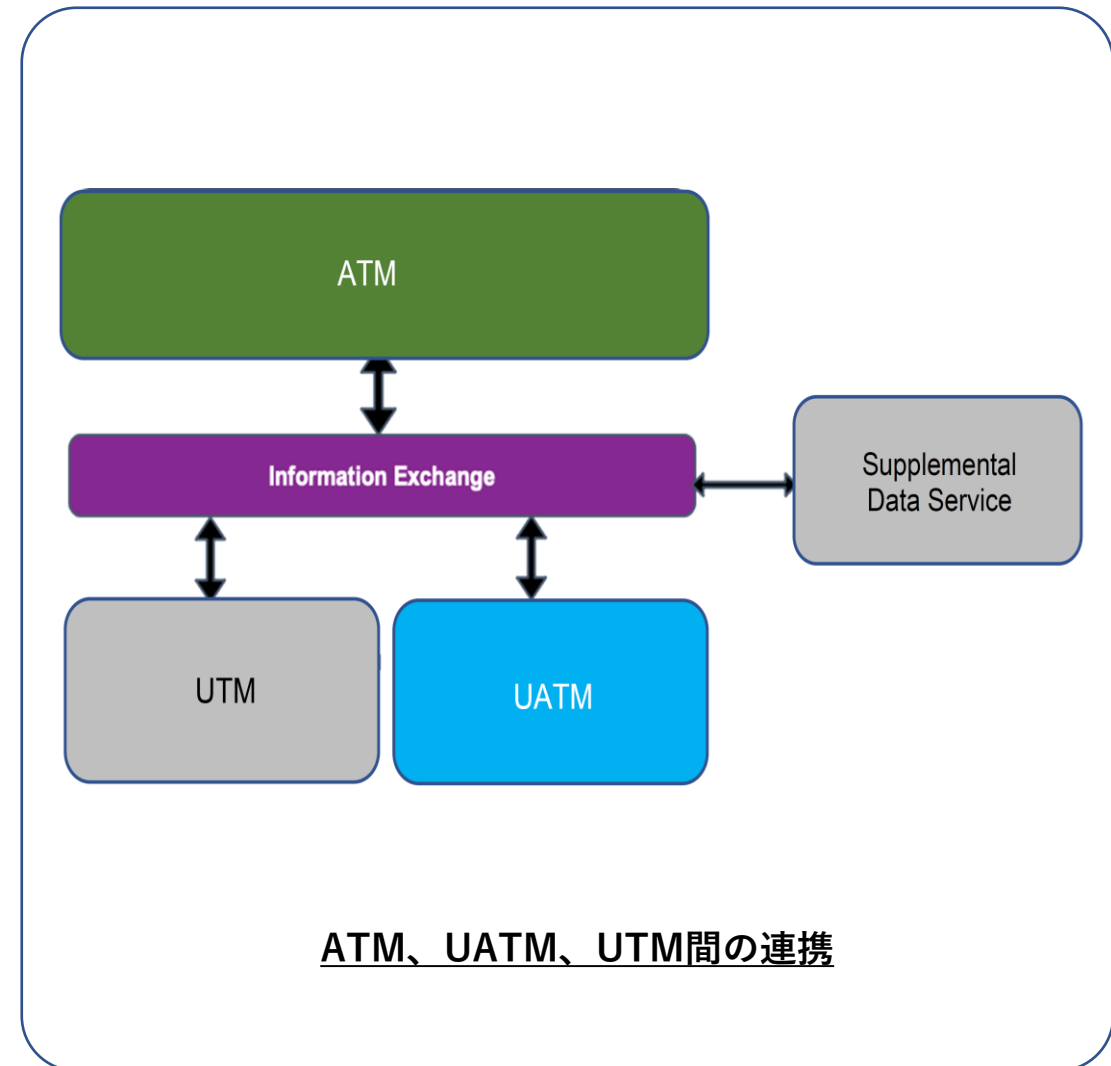 ATM
Information Exchange
Supplemental
Data Service
UTM
UATM
ATM、UATM、UTM間の連携